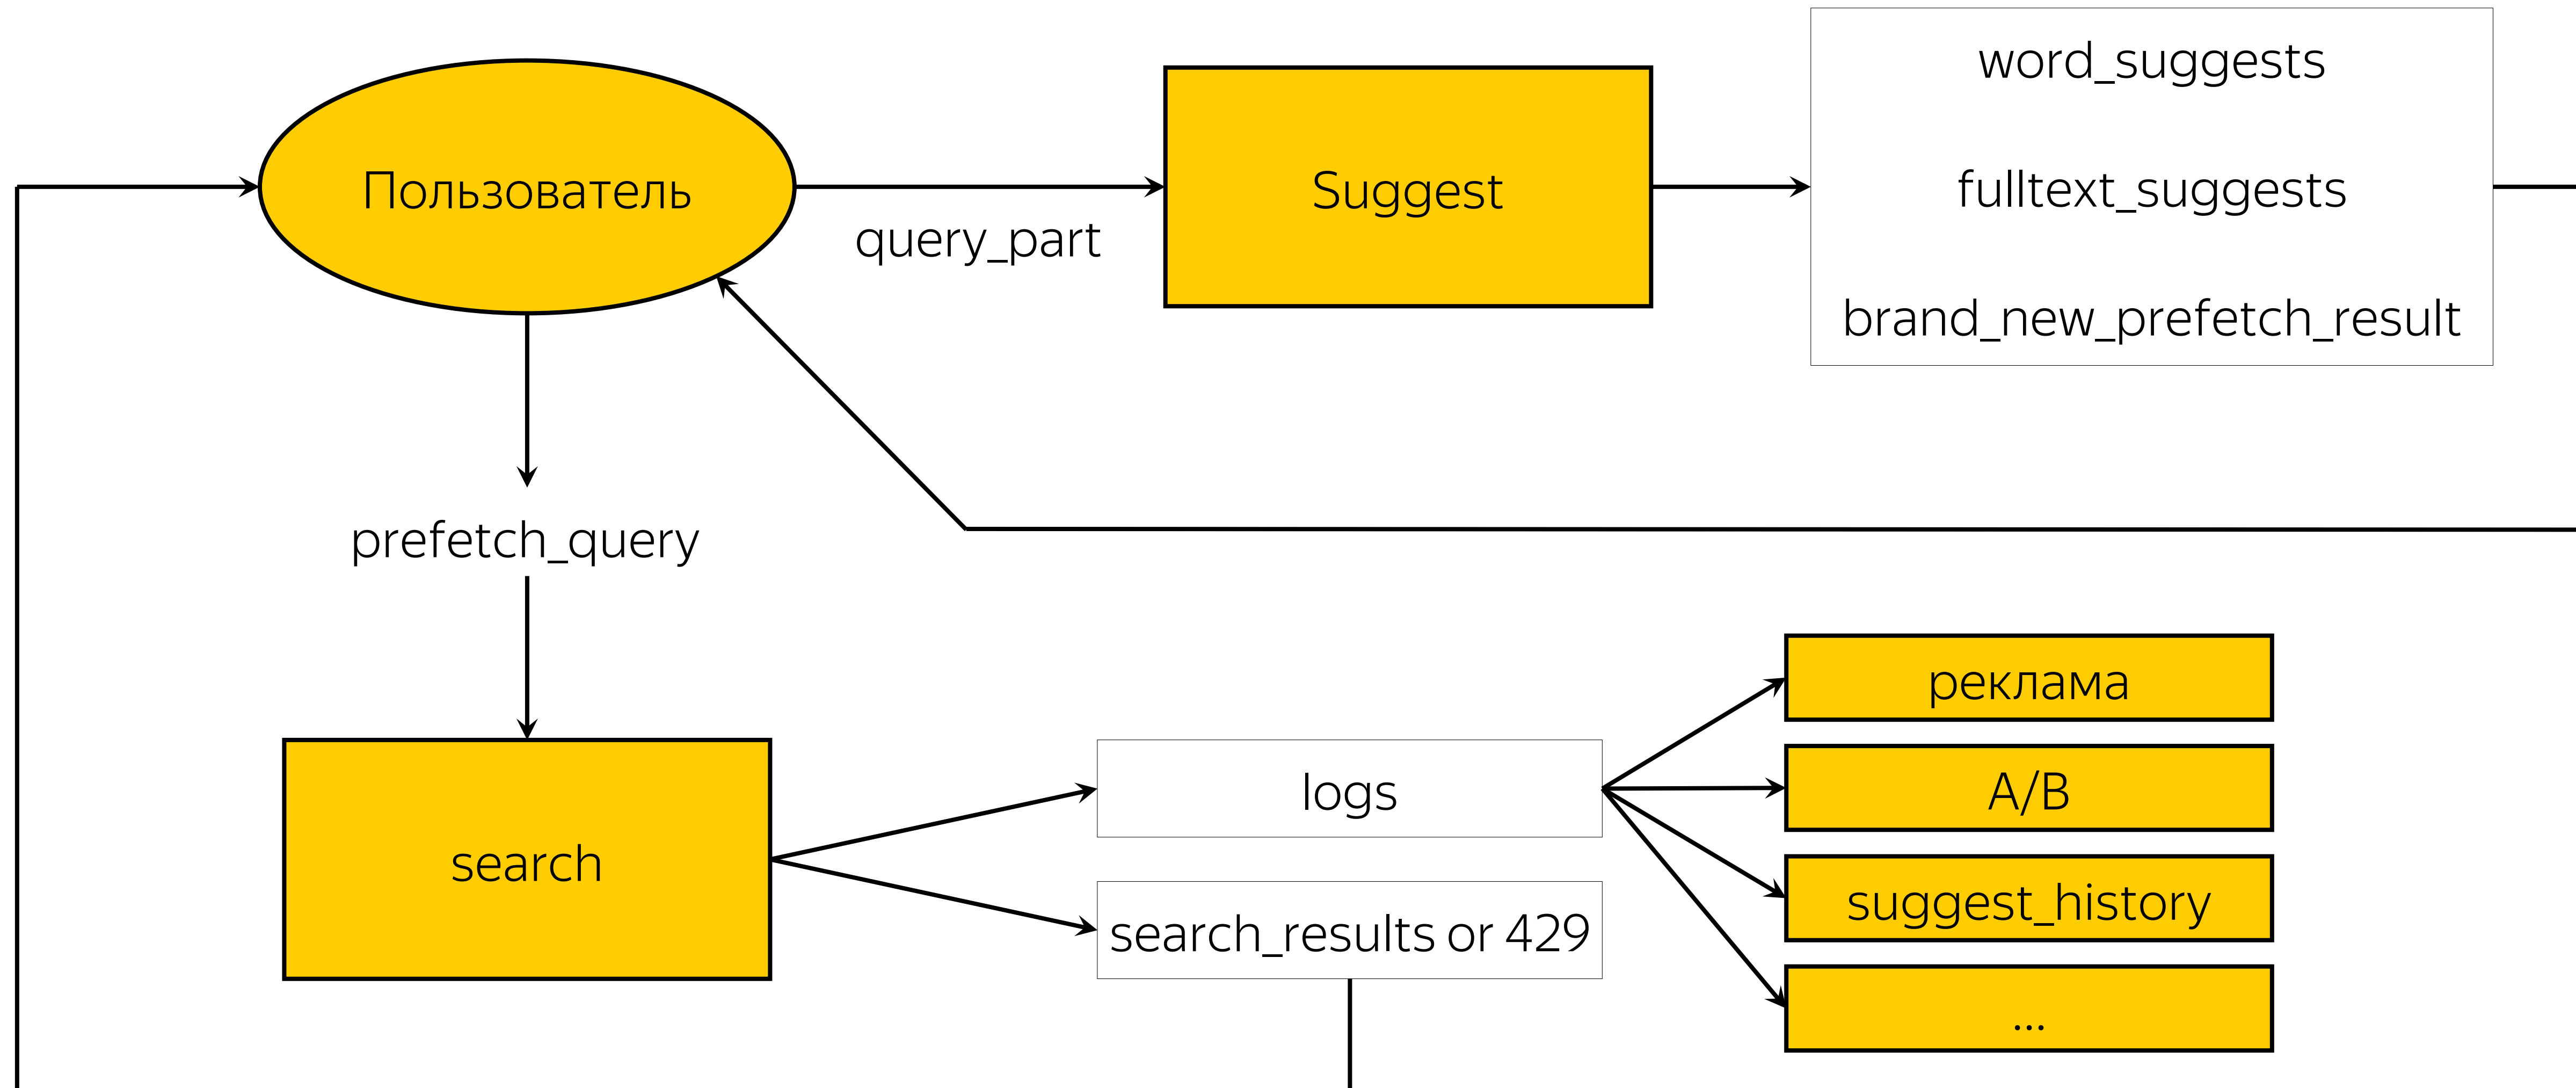 Пользователь
query_part
Suggest
word_suggests
fulltext_suggests
brand_new_prefetch_result
prefetch_query
search
logs
search_results or 429
реклама
A/B
suggest_history
...